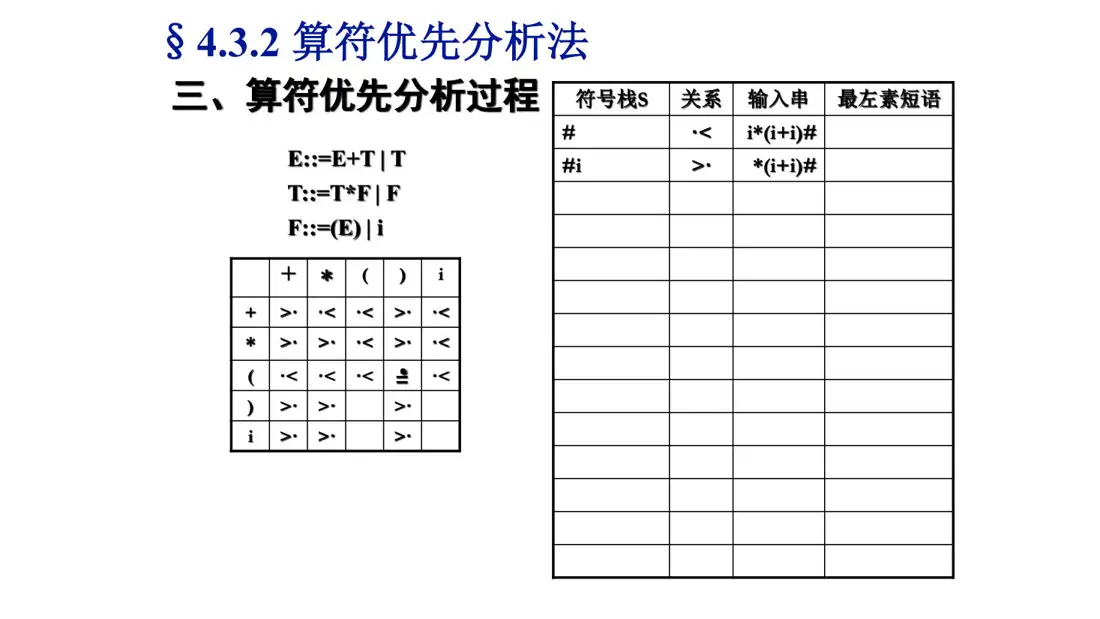 § 4.3.2 算符优先分析法
三、算符优先分析过程
E::=E+T | T
T::=T*F | F
F::=(E) | i
+ * ( ) i
+ >· ·< ·< >· ·<
* >· >· ·< >· ·<
( ·< ·< ·< ≗ ·<
) >· >· >·
i >· >· >·
符号栈S 关系 输入串 最左素短语
# ·< i*(i+i)#
#i >· *(i+i)#